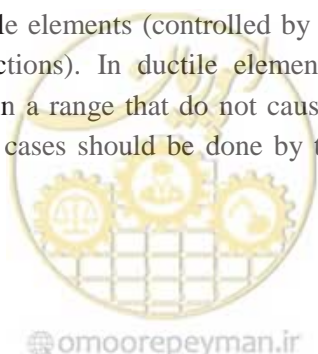 le elements (controlled by
ctions). In ductile elemen
n a range that do not caus
cases should be done by t
omoorepeyman.ir